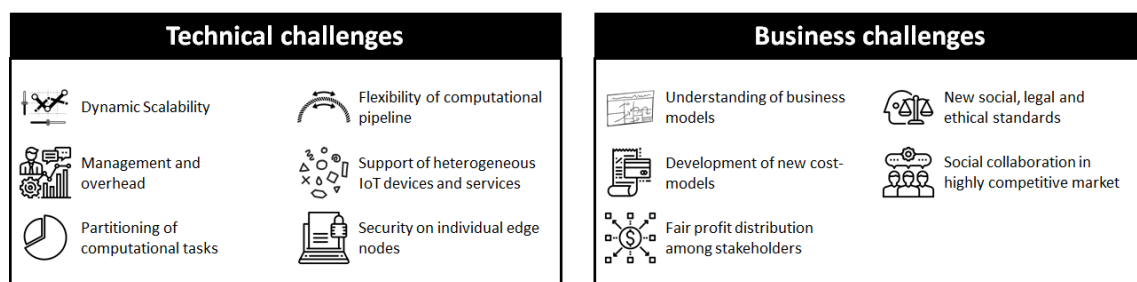 Technical challenges
Dynamic Scalability
Management and
overhead
Partitioning of
computational tasks
Flexibility of computational
pipeline
Support of heterogeneous
IoT devices and services
Security on individual edge
nodes
Business challenges
Understanding of business
models
Development of new cost-
models
Fair profit distribution
among stakeholders
New social, legal and
ethical standards
Social collaboration in
highly competitive market